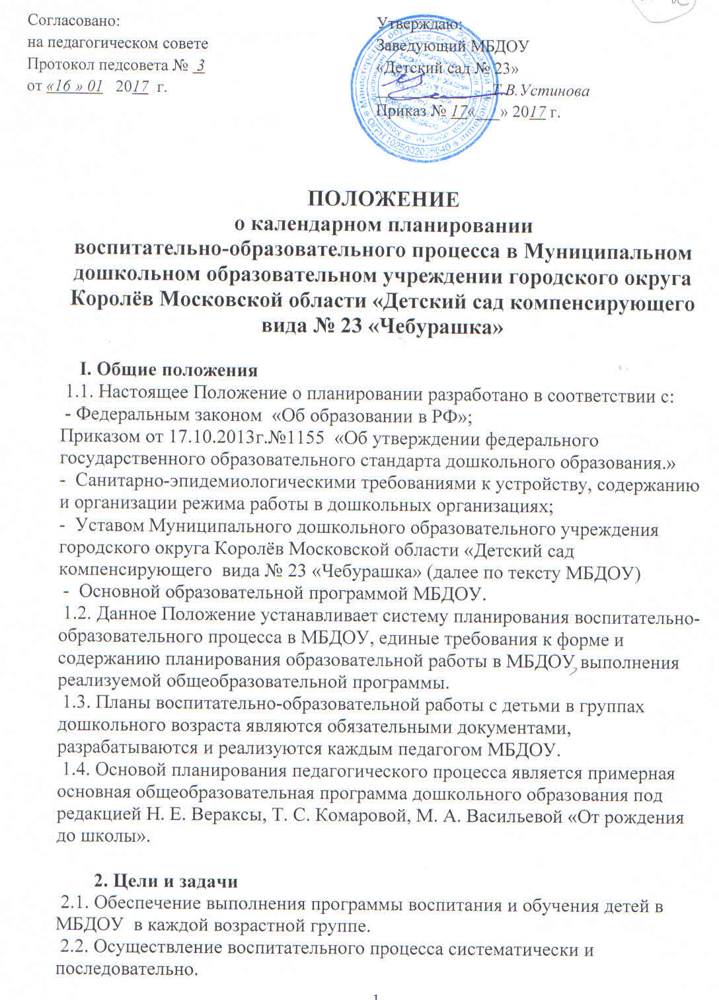 Согласовано:
на педагогическом совете
Протокол педсовета № 3
от «16 » 01 2017 г.
Утверждаю:
Заведующий МБДОУ
«Детский сад № 23»
Т.В.Устинова
Приказ № 17« ___» 2017 г.
ОГРН 1025002035640
ПОЛОЖЕНИЕ
о календарном планировании
воспитательно-образовательного процесса в Муниципальном
дошкольном образовательном учреждении городского округа
Королёв Московской области «Детский сад компенсирующего
вида № 23 «Чебурашка»
I. Общие положения
1.1. Настоящее Положение о планировании разработано в соответствии с:
- Федеральным законом «Об образовании в РФ»;
Приказом от 17.10.2013г.№1155 «Об утверждении федерального
государственного образовательного стандарта дошкольного образования.»
- Санитарно-эпидемиологическими требованиями к устройству, содержанию
и организации режима работы в дошкольных организациях;
- Уставом Муниципального дошкольного образовательного учреждения
городского округа Королёв Московской области «Детский сад
компенсирующего вида № 23 «Чебурашка» (далее по тексту МБДОУ)
- Основной образовательной программой МБДОУ.
1.2. Данное Положение устанавливает систему планирования воспитательно-
образовательного процесса в МБДОУ, единые требования к форме и
содержанию планирования образовательной работы в МБДОУ, выполнения
реализуемой общеобразовательной программы.
1.3. Планы воспитательно-образовательной работы с детьми в группах
дошкольного возраста являются обязательными документами,
разрабатываются и реализуются каждым педагогом МБДОУ.
1.4. Основой планирования педагогического процесса является примерная
основная общеобразовательная программа дошкольного образования под
редакцией Н. Е. Вераксы, Т. С. Комаровой, М. А. Васильевой «От рождения
до школы».
2. Цели и задачи
2.1. Обеспечение выполнения программы воспитания и обучения детей в
МБДОУ в каждой возрастной группе.
2.2. Осуществление воспитательного процесса систематически и
последовательно.
1